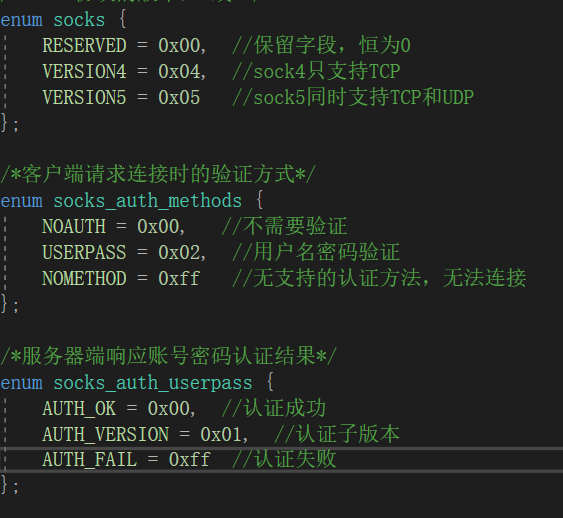 enum socks {
RESERVED = 0x00, //保留字段，恒为0
VERSION4 = 0x04, //sock4只支持TCP
VERSION5 = 0x05 //sock5同时支持TCP和UDP
};
/*客户端请求连接时的验证方式*/
enum socks_auth_methods {
NOAUTH = 0x00, //不需要验证
USERPASS = 0x02, //用户名密码验证
NOMETHOD = 0xff //无支持的认证方法，无法连接
};
/*服务器端响应账号密码认证结果*/
enum socks_auth_userpass {
AUTH_OK = 0x00, //认证成功
AUTH_VERSION = 0x01, //认证子版本
AUTH_FAIL = 0xff //认证失败
};